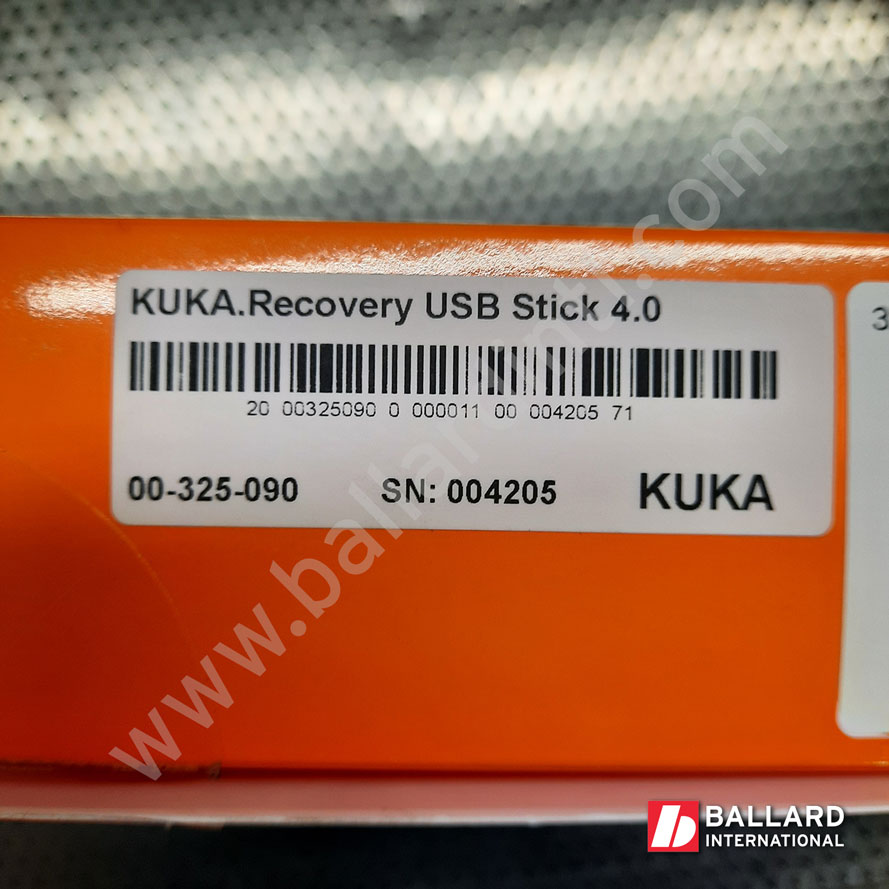 KUKA.Recovery USB Stick 4.0
20 00325090 0 000011 00 004205 71
00-325-090 SN: 004205 KUKA
3
www.ballardintl.com
BALLARD
INTERNATIONAL